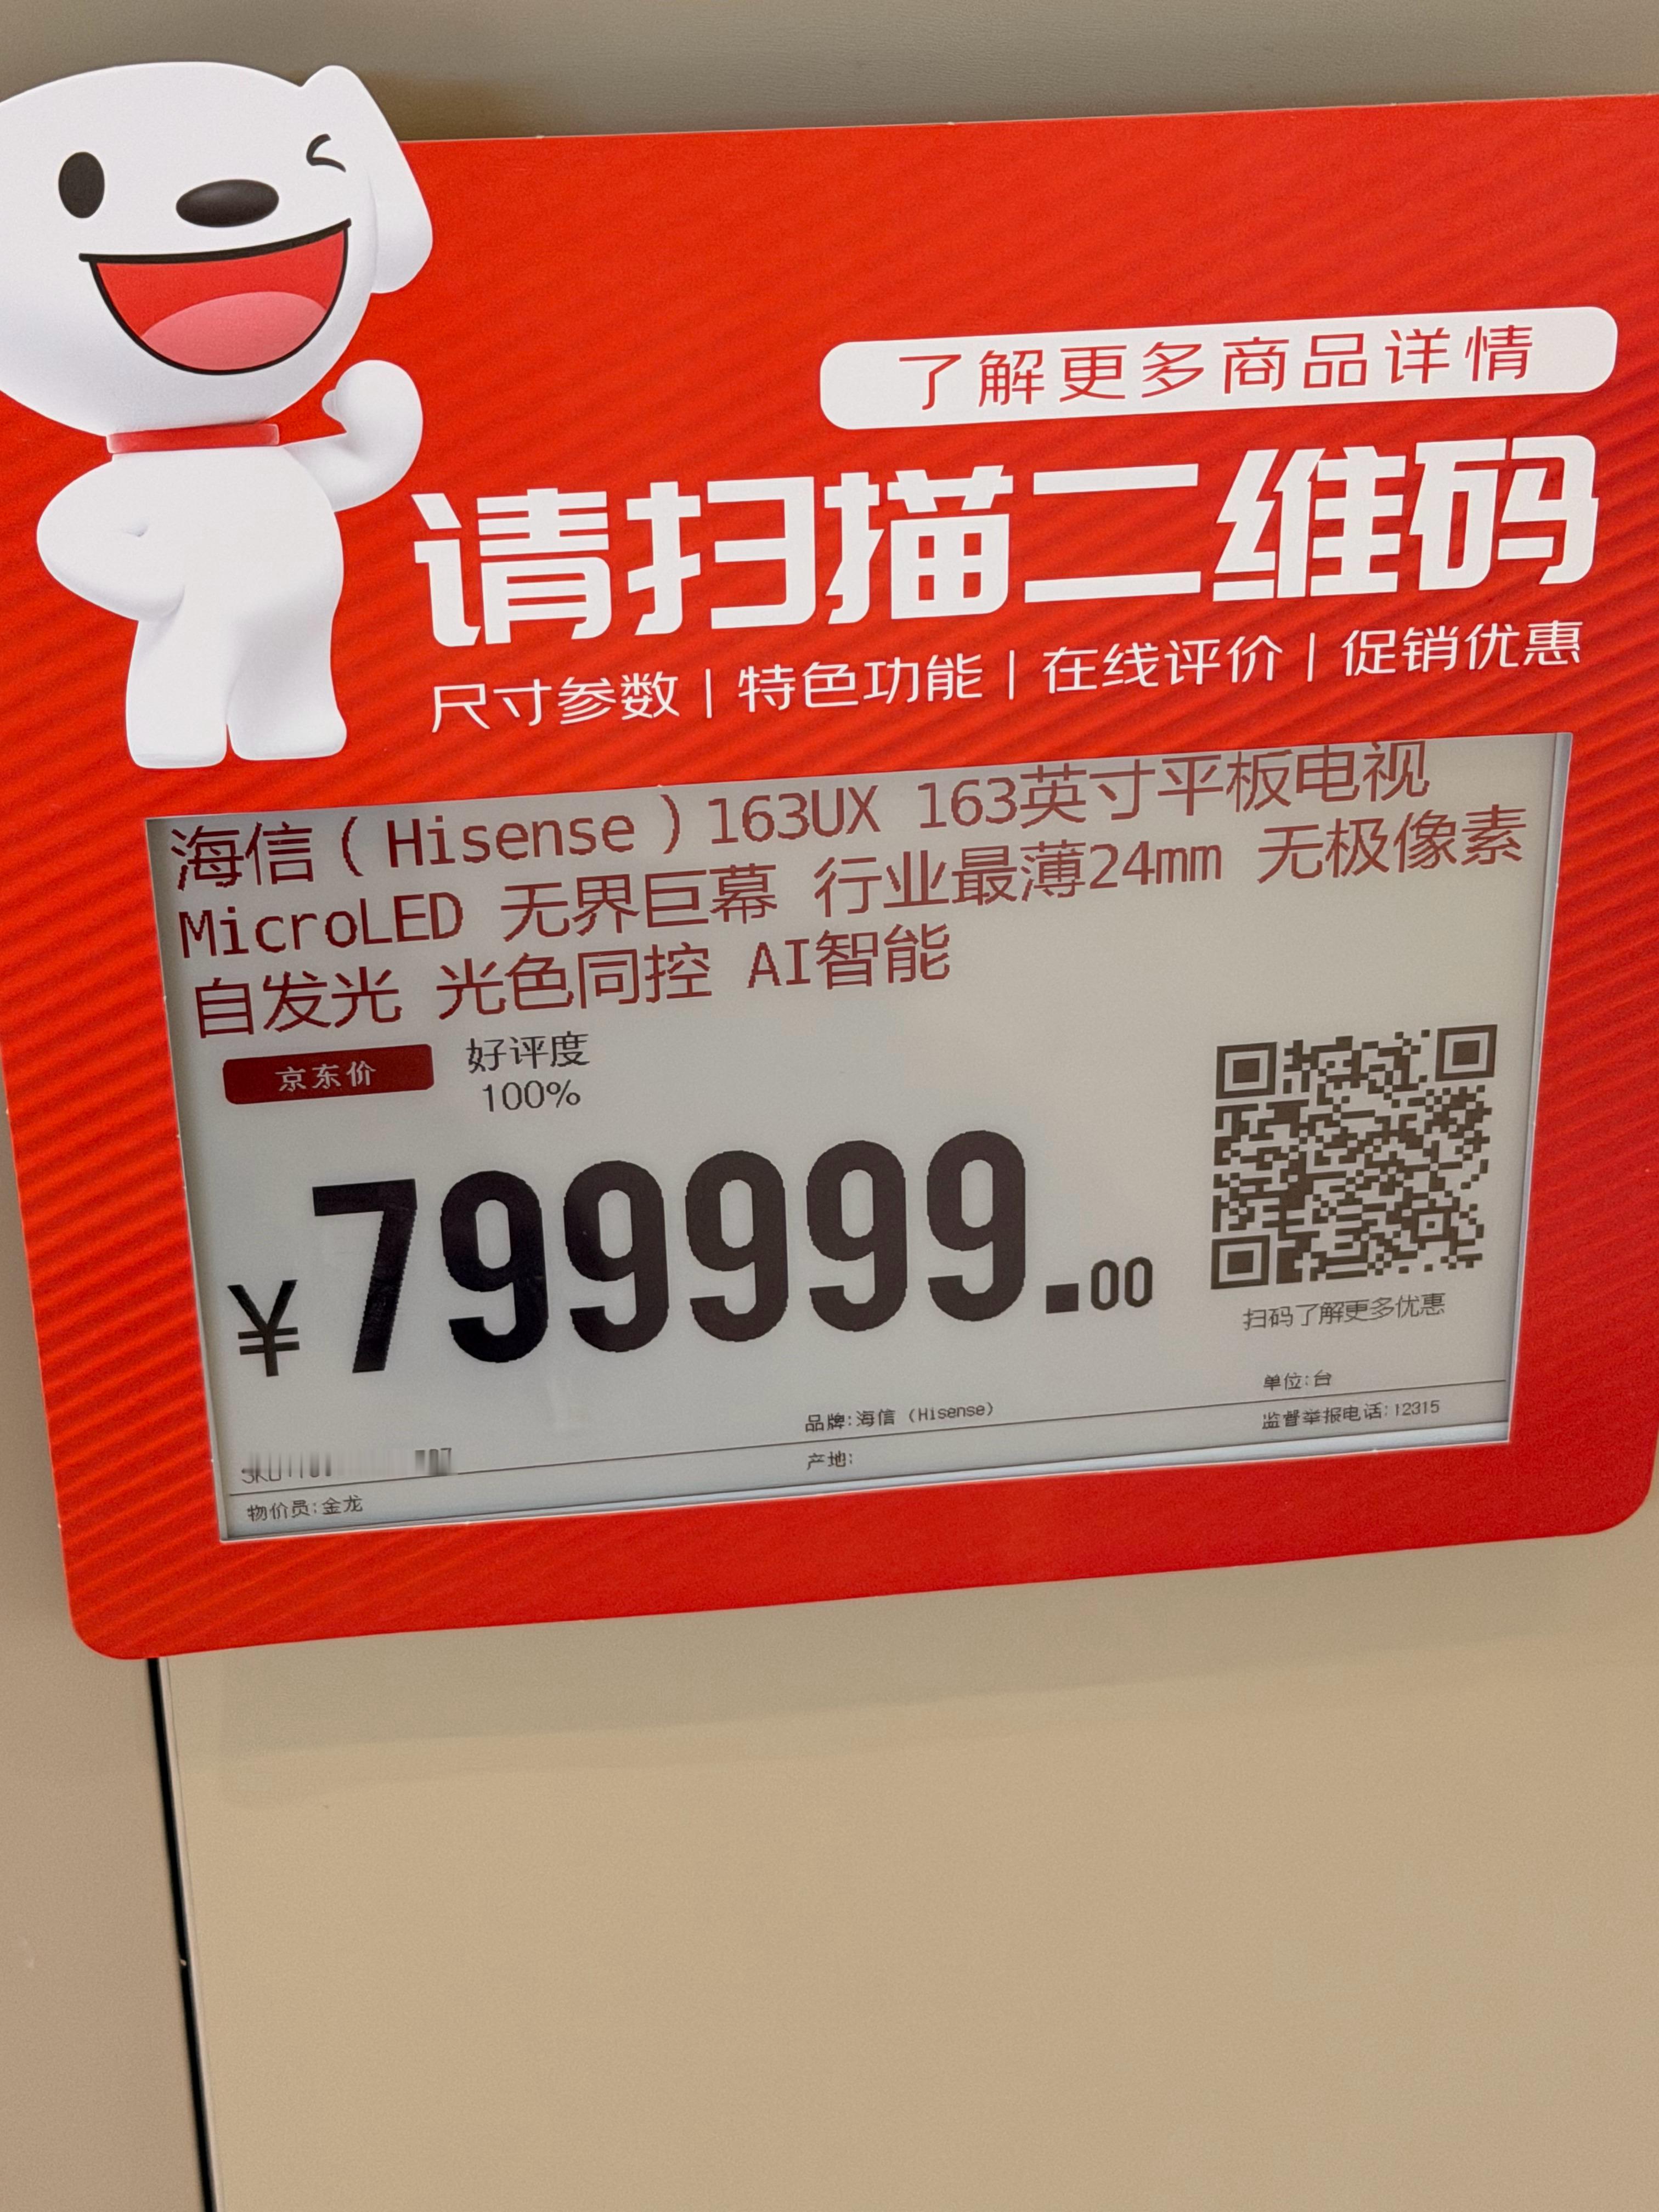 了解更多商品详情
请扫描二维码
尺寸参数|特色功能|在线评价|促销优惠
海信(Hisense)163UX 163英寸平板电视
MicroLED 无界巨幕 行业最薄24mm 无极像素
自发光 光色同控 AI智能
京东价
好评度
100%
¥799999.00
扫码了解更多优惠
单位:台
品牌:海信(Hisense)
监督举报电话:12315
产地:
物价员:金龙